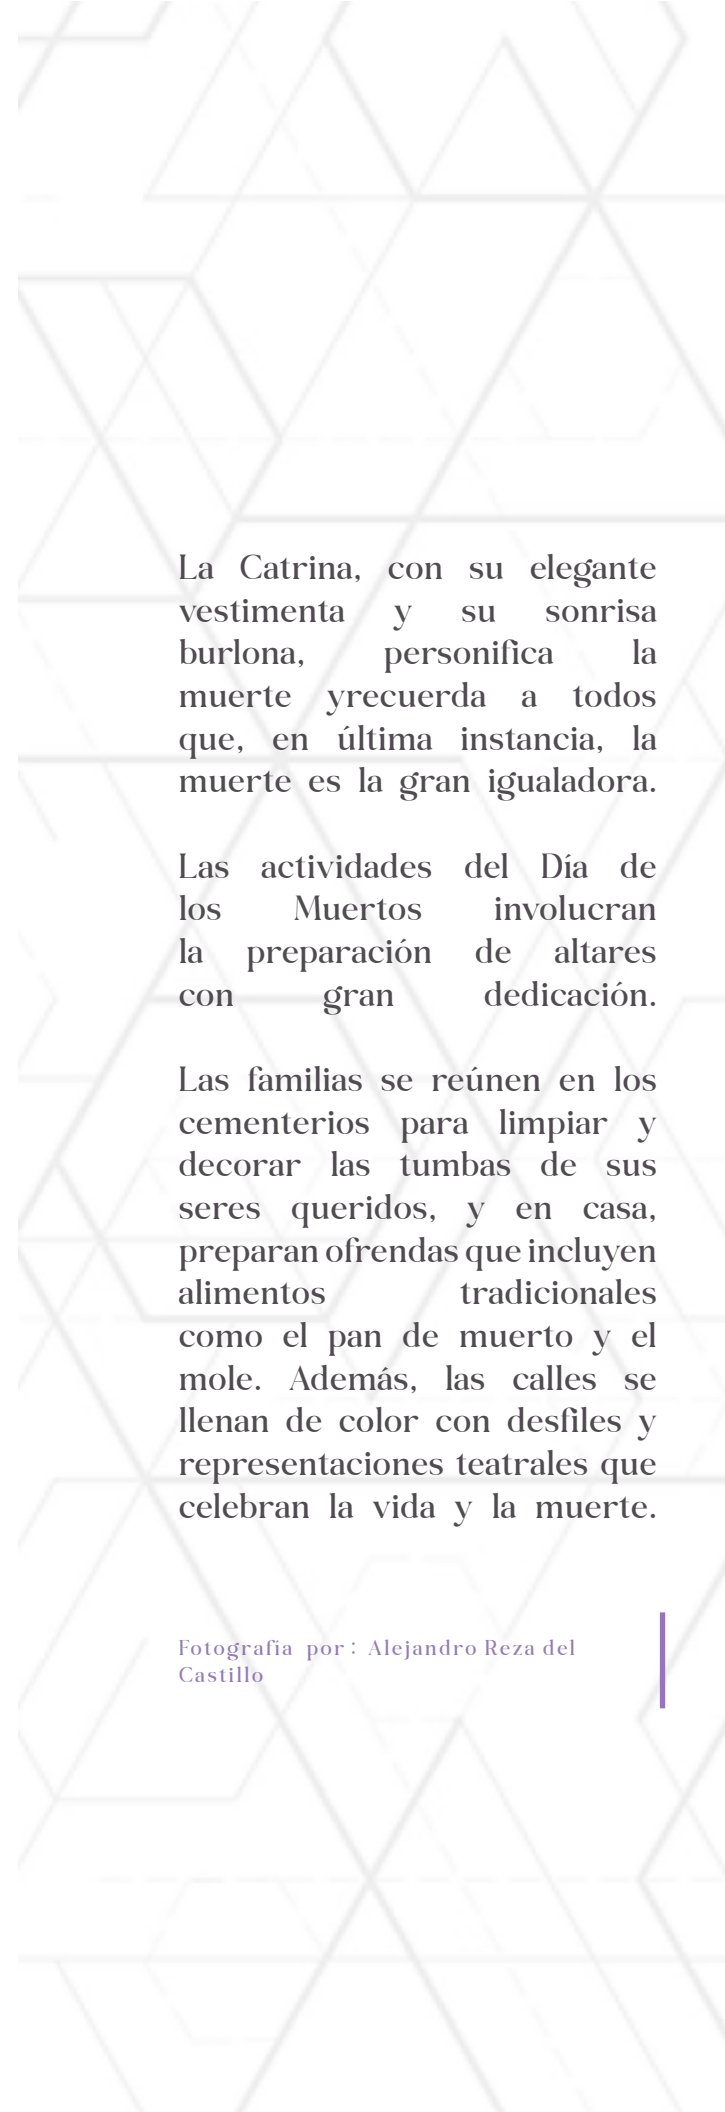 La Catrina, con su elegante
vestimenta y su sonrisa
burlona, personifica la
muerte yrecuerda a todos
que, en última instancia, la
muerte es la gran igualadora.
Las actividades del Día de
los Muertos involucran
la preparación de altares
con gran dedicación.
Las familias se reúnen en los
cementerios para limpiar y
decorar las tumbas de sus
seres queridos, y en casa,
preparan ofrendas que incluyen
alimentos tradicionales
como el pan de muerto y el
mole. Además, las calles se
llenan de color con desfiles y
representaciones teatrales que
celebran la vida y la muerte.
Fotografía por : Alejandro Reza del
Castillo